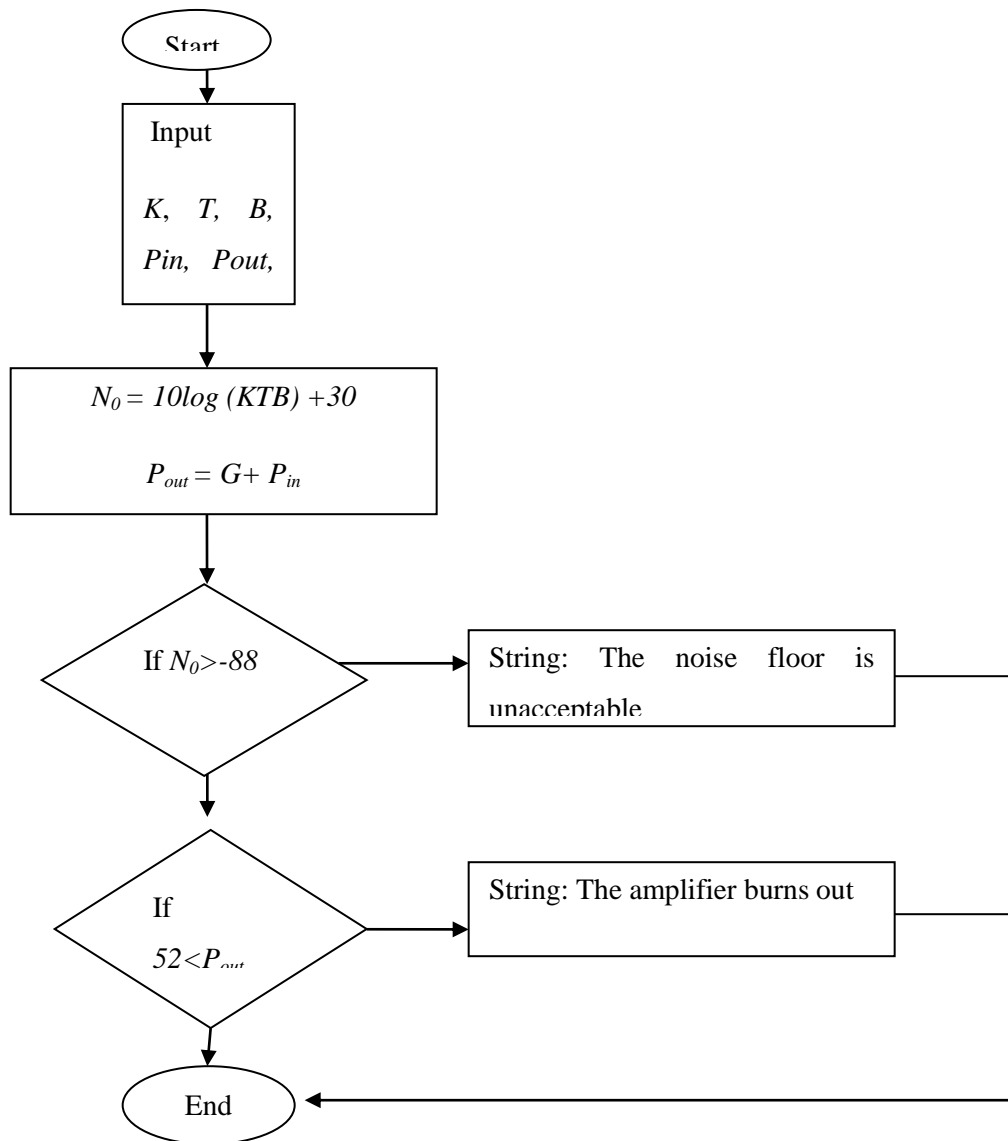 Start
Input
K, T, B,
Pin, Pout,
N₀ = 10log (KTB) +30
Pₒᵤₜ = G+ Pᵢₙ
If N₀>-88
String: The noise floor is
unacceptable
If
52<Pₒᵤₜ
String: The amplifier burns out
End